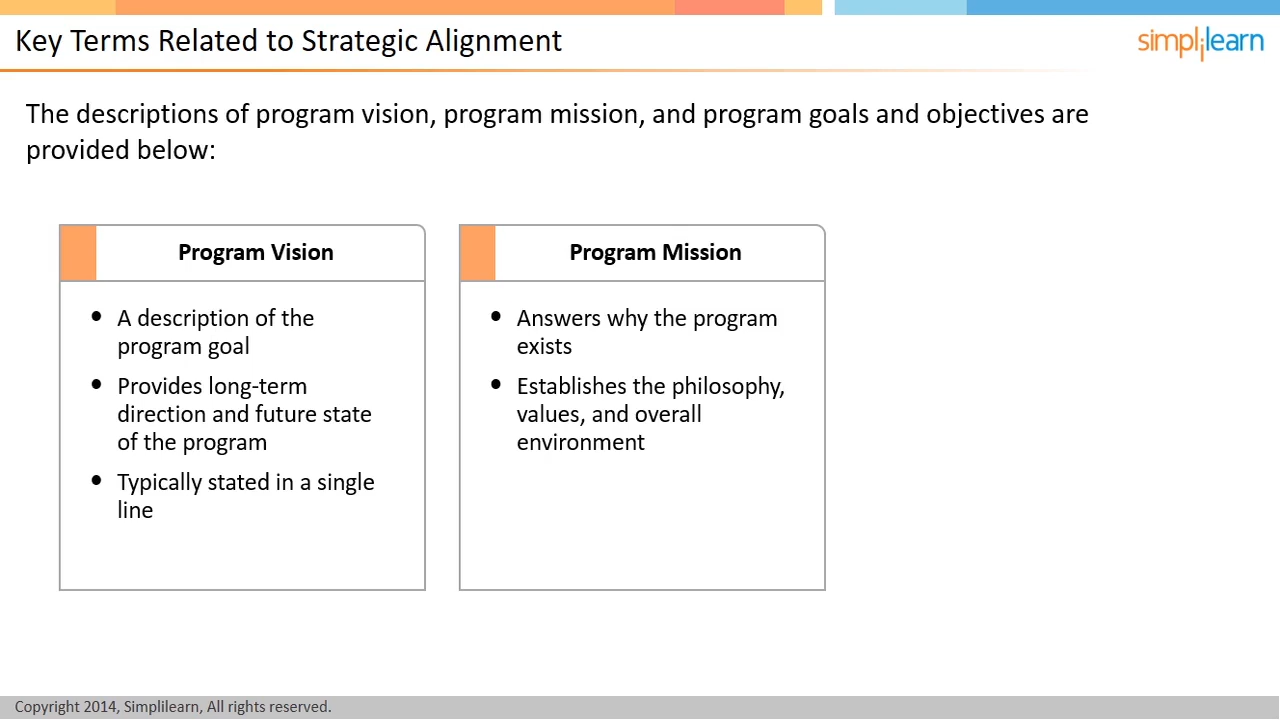 Key Terms Related to Strategic Alignment
simplilearn
The descriptions of program vision, program mission, and program goals and objectives are
provided below:
Program Vision
• A description of the
program goal
• Provides long-term
direction and future state
of the program
• Typically stated in a single
line
Program Mission
• Answers why the program
exists
• Establishes the philosophy,
values, and overall
environment
Copyright 2014, Simplilearn, All rights reserved.